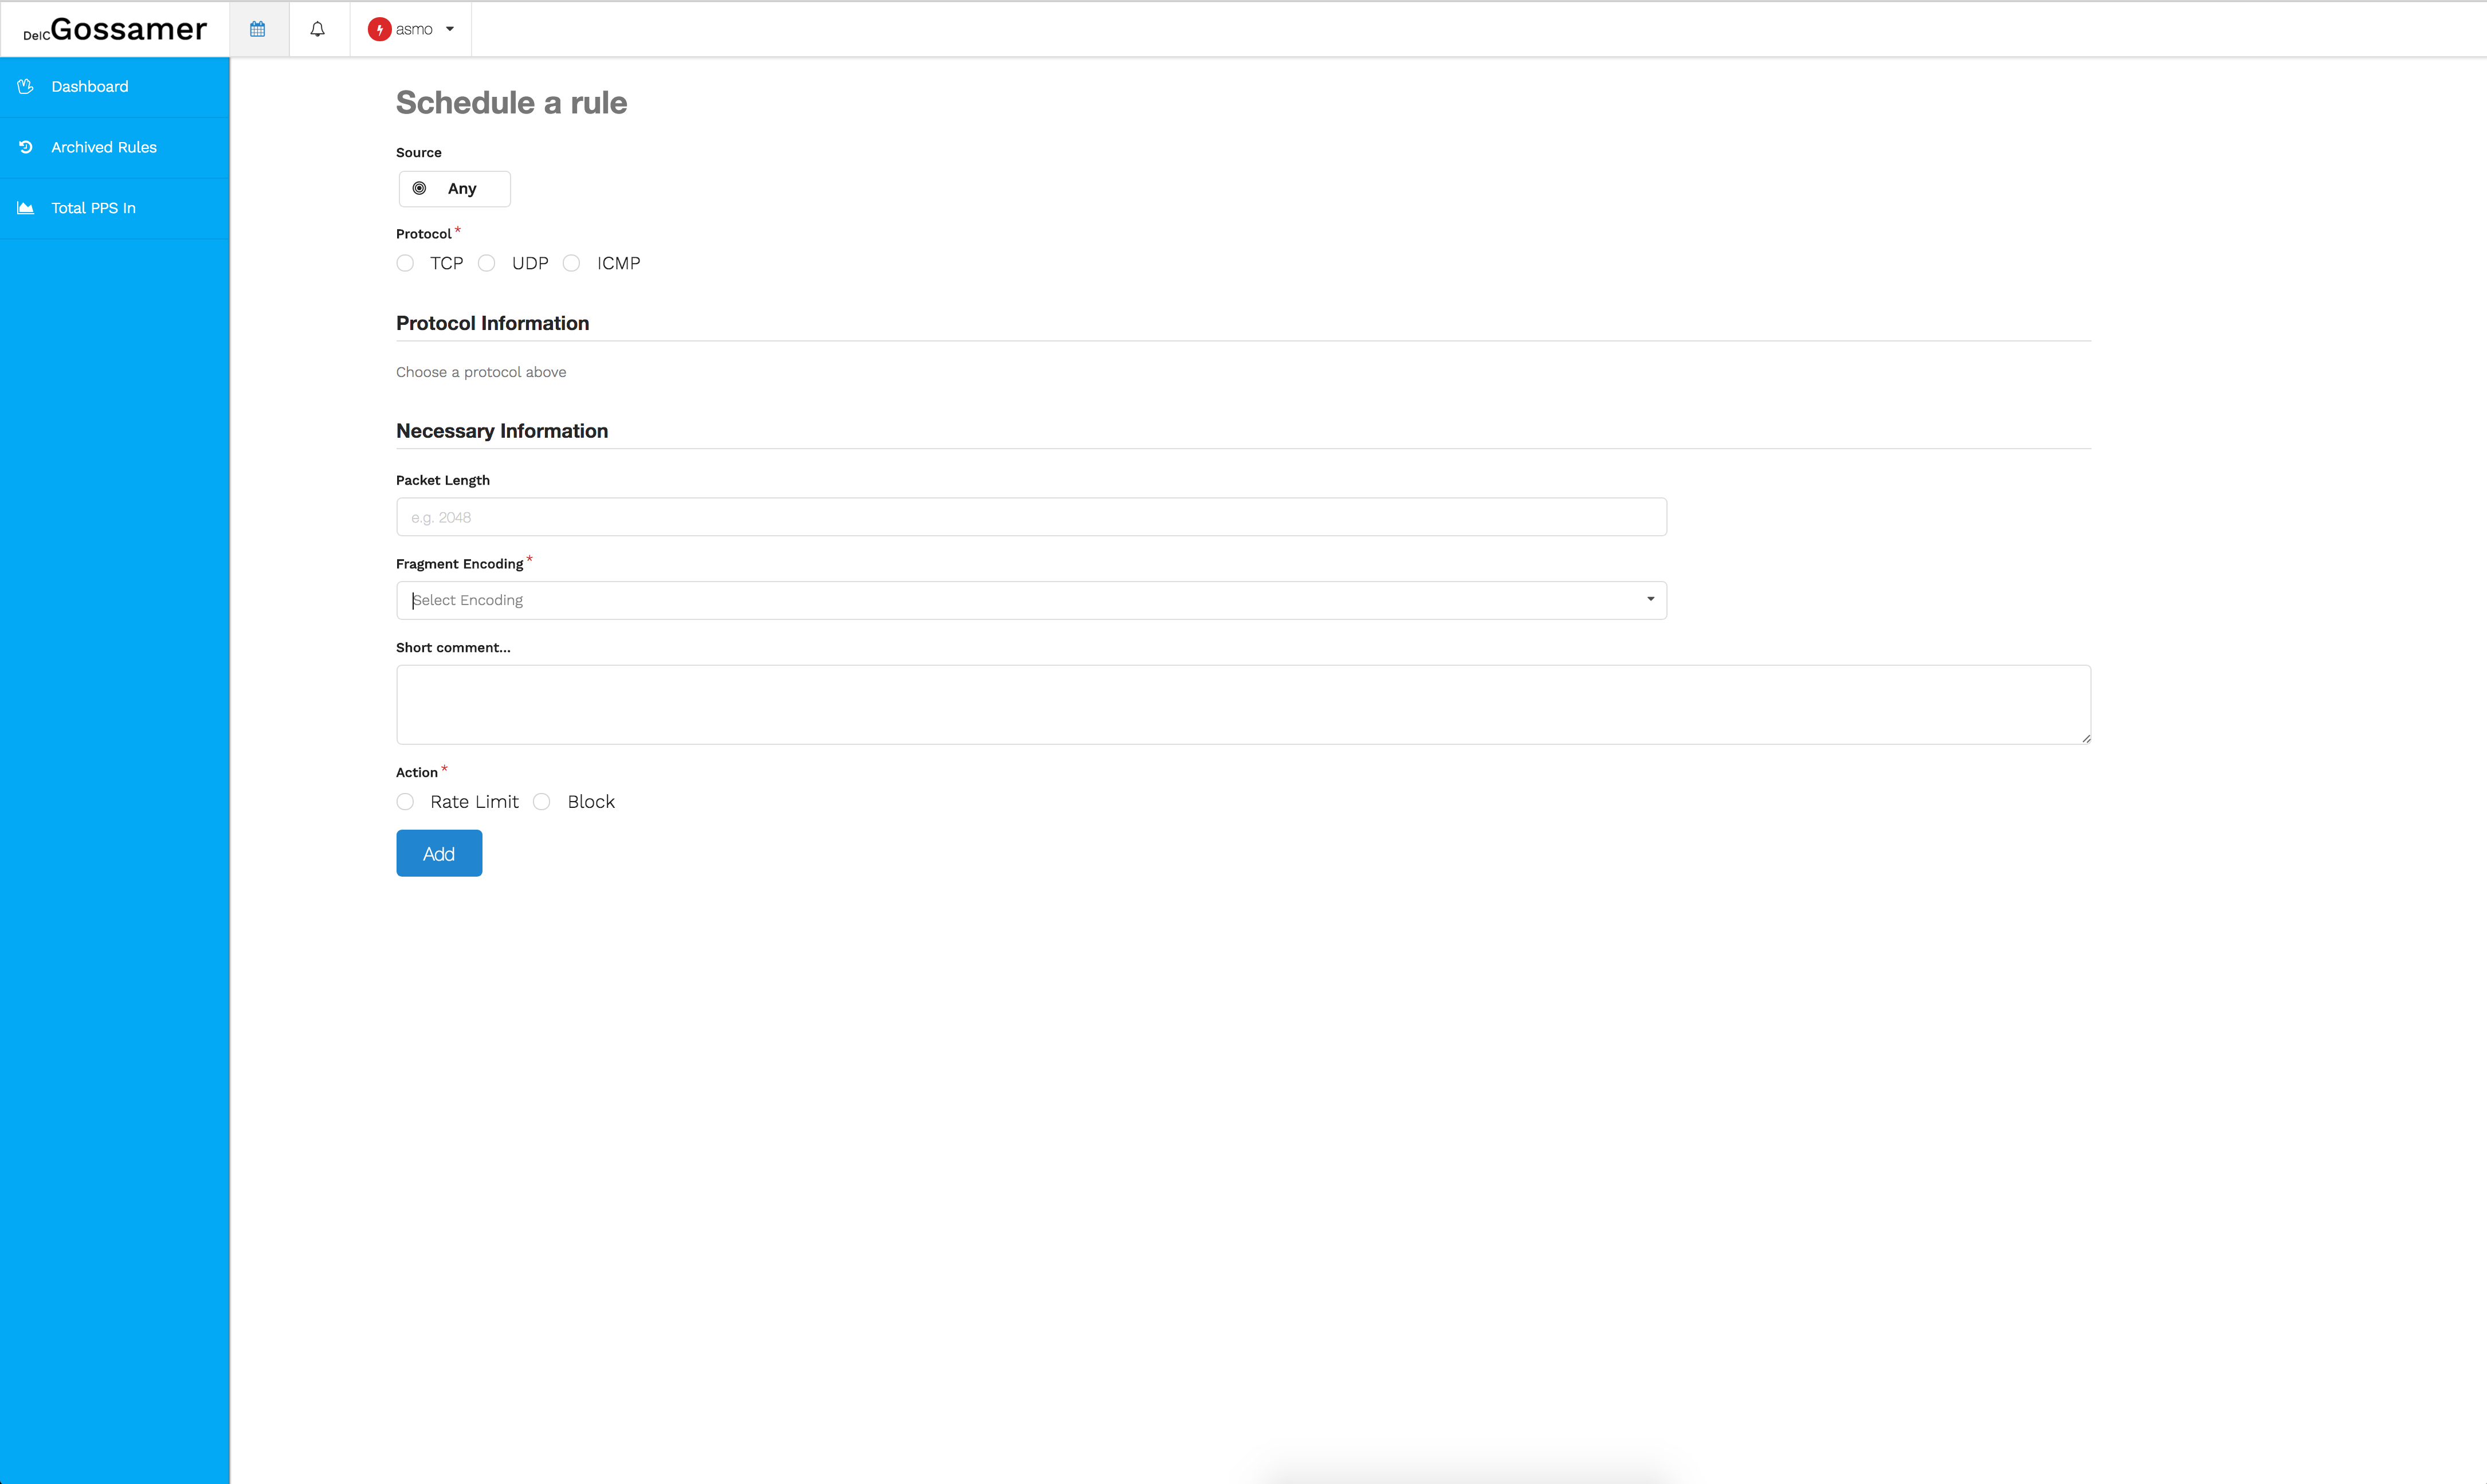 DeICGossamer
asmo
Dashboard
Archived Rules
Total PPS In
Schedule a rule
Source
Any
Protocol *
TCP UDP ICMP
Protocol Information
Choose a protocol above
Necessary Information
Packet Length
e.g. 2048
Fragment Encoding *
Select Encoding
Short comment...
Action *
Rate Limit Block
Add